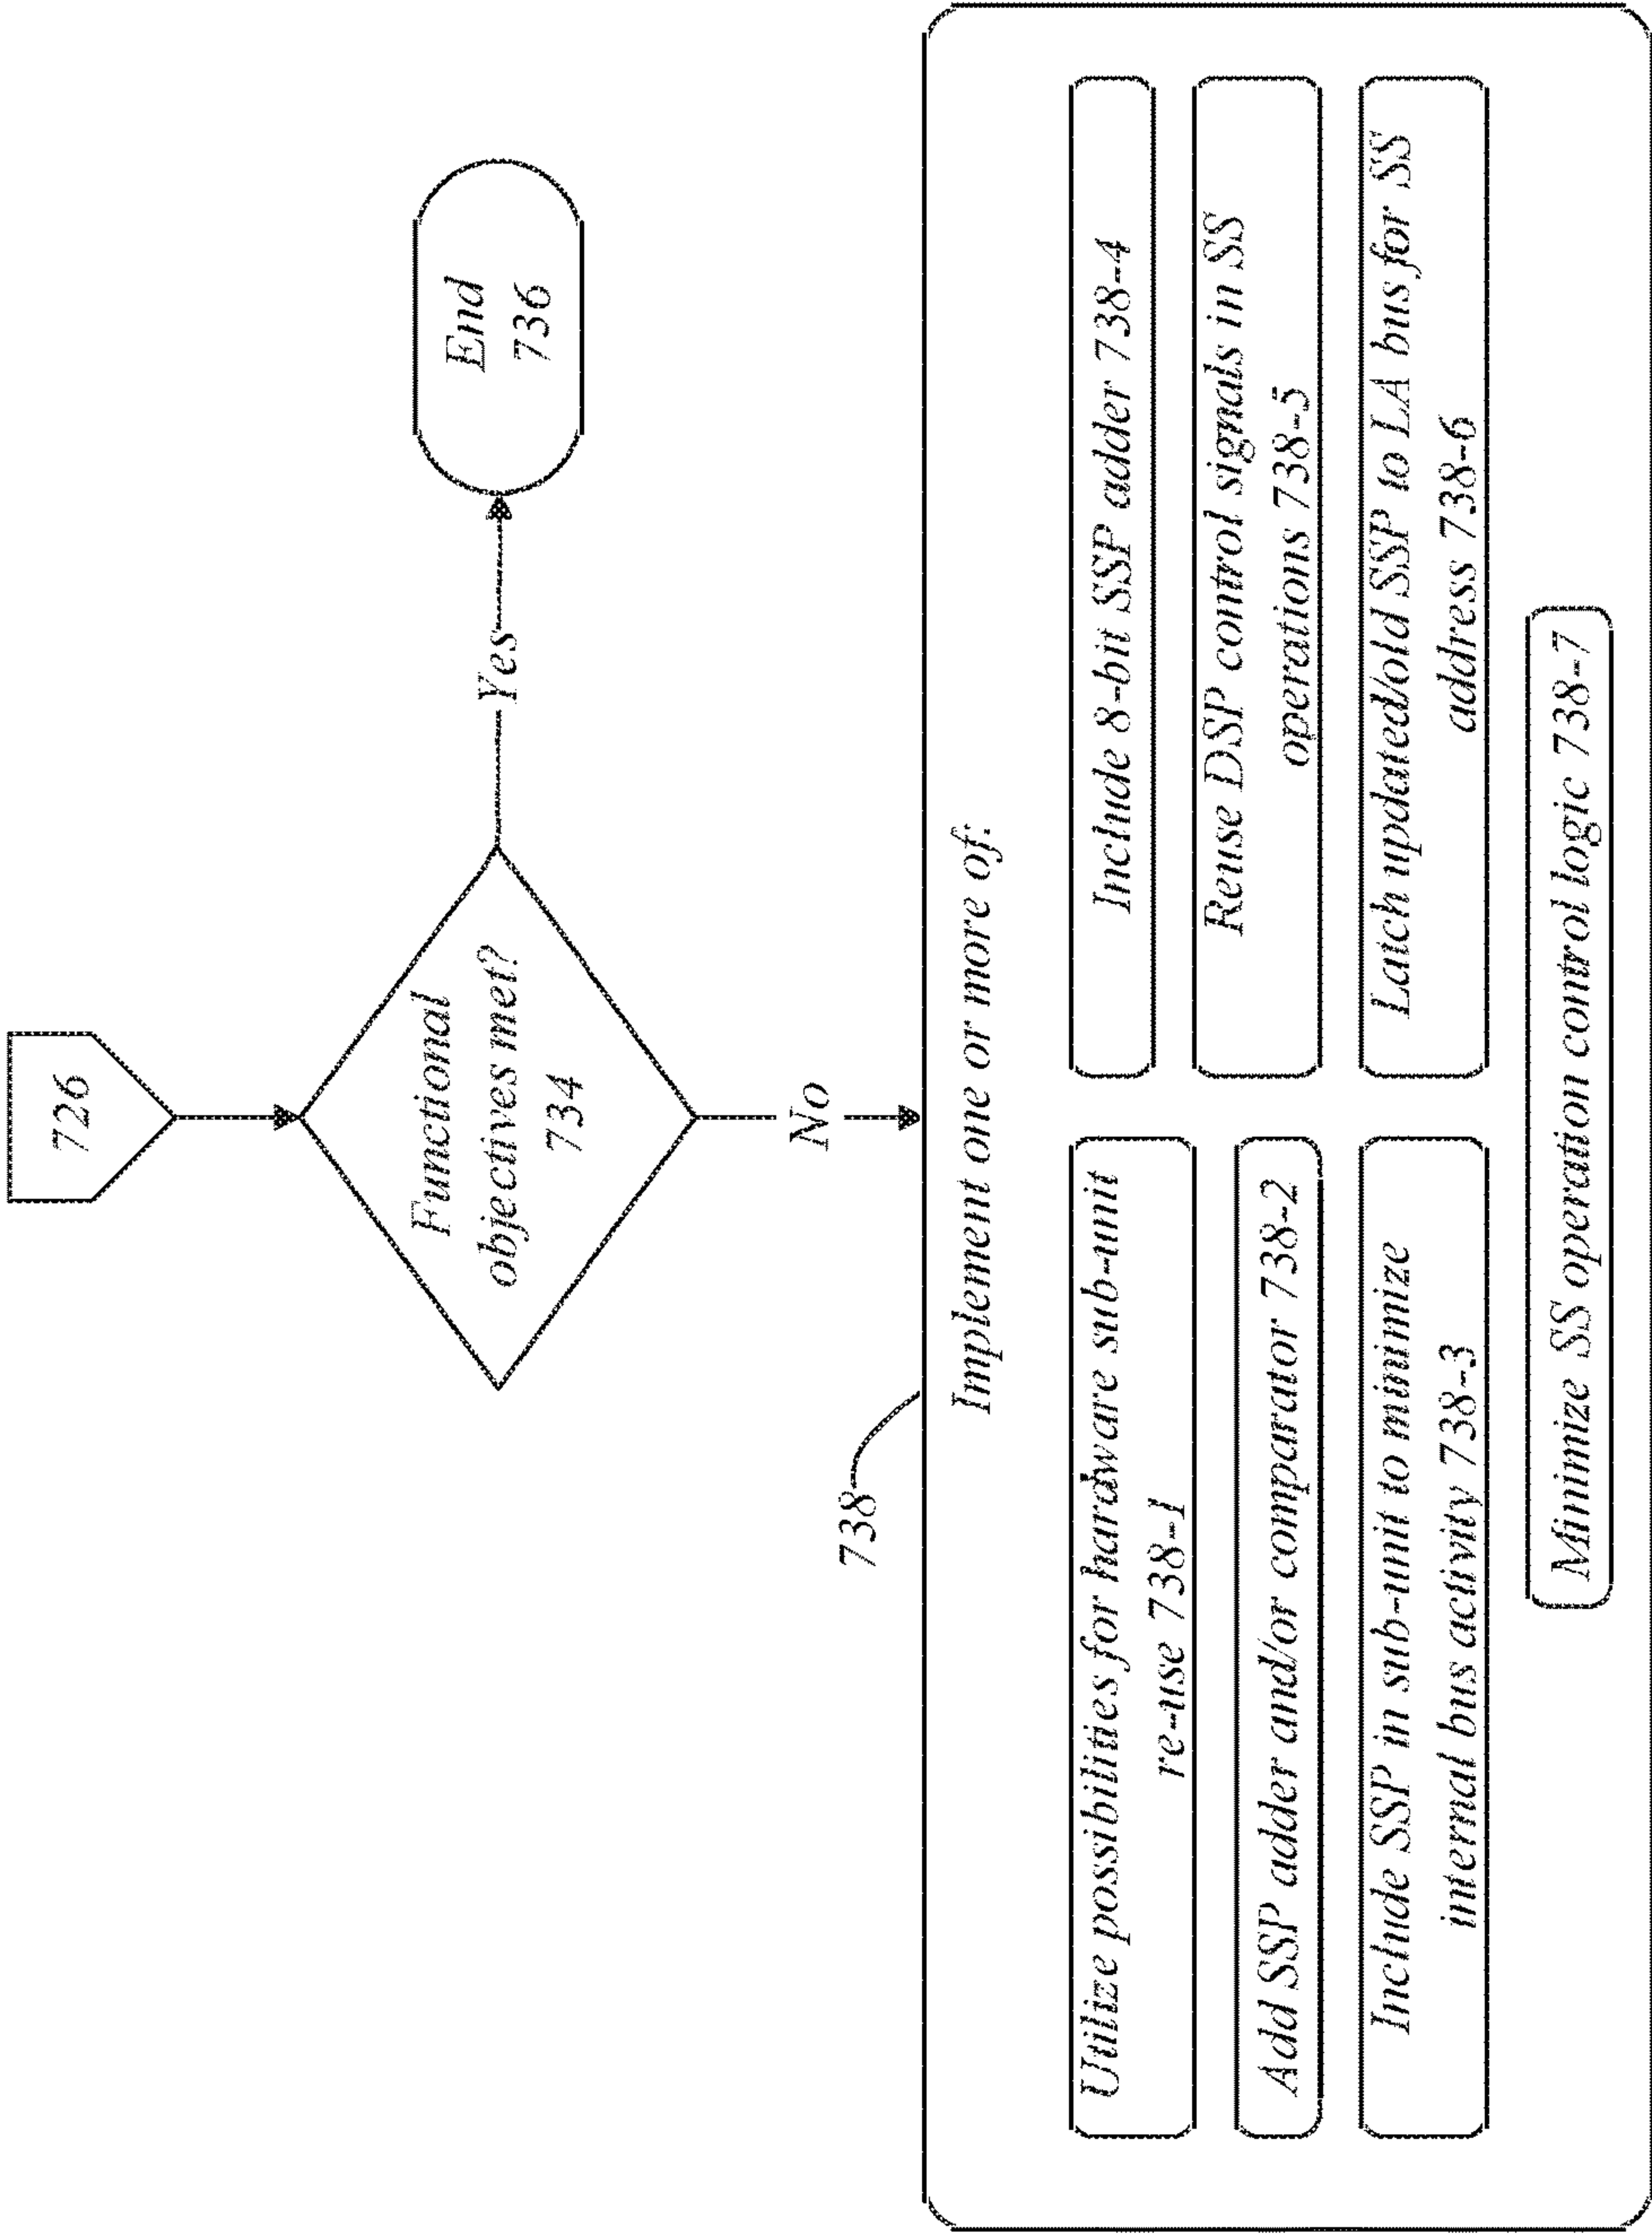 726
Functional
objectives met?
734
Yes
End
736
No
738
Implement one or more of:
Utilize possibilities for hardware sub-unit
re-use 738-1
Add SSP adder and/or comparator 738-2
Include SSP in sub-unit to minimize
internal bus activity 738-3
Include 8-bit SSP adder 738-4
Reuse DSP control signals in SS
operations 738-5
Latch updated/old SSP to LA bus for SS
address 738-6
Minimize SS operation control logic 738-7